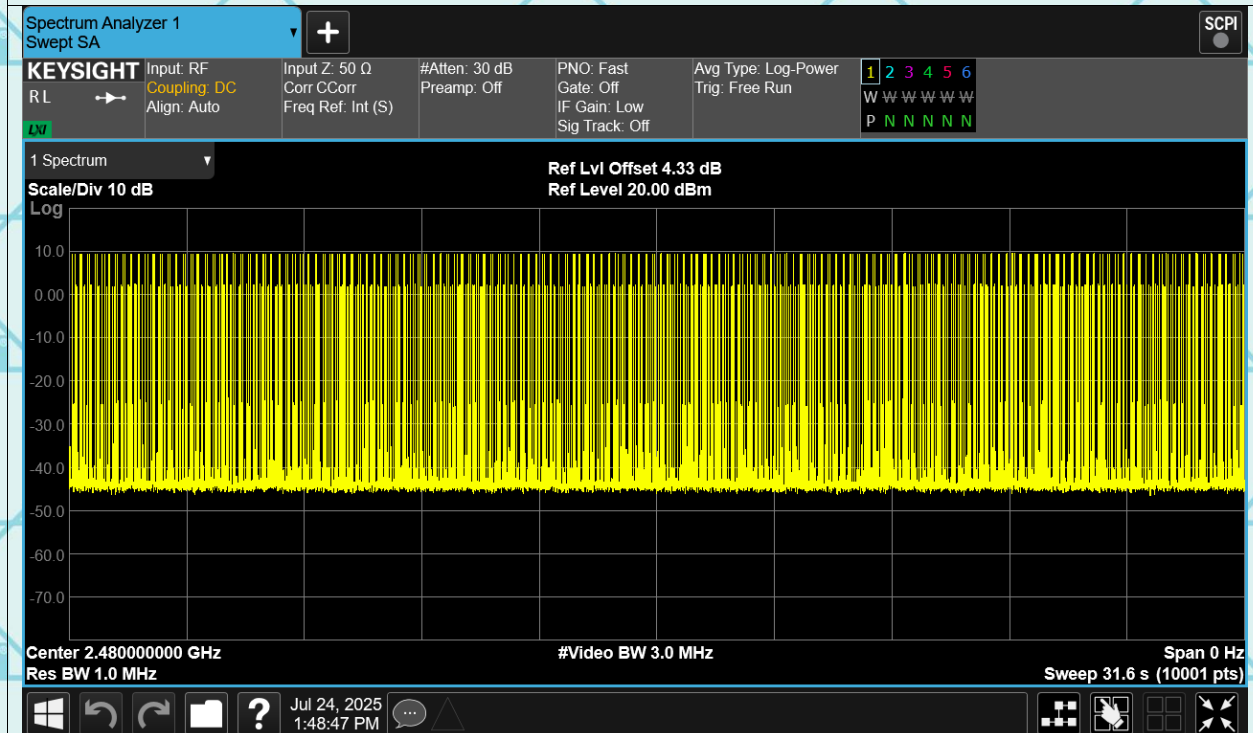 Spectrum Analyzer 1
Swept SA
+
SCPI
KEYSIGHT
RL
LXI
Input: RF
Coupling: DC
Align: Auto
Input Z: 50 Ω
Corr CCorr
Freq Ref: Int (S)
#Atten: 30 dB
Preamp: Off
PNO: Fast
Gate: Off
IF Gain: Low
Sig Track: Off
Avg Type: Log-Power
Trig: Free Run
1 2 3 4 5 6
W W W W W W
P N N N N N
1 Spectrum
Scale/Div 10 dB
Ref Lvl Offset 4.33 dB
Ref Level 20.00 dBm
Log
10.0
0.00
-10.0
-20.0
-30.0
-40.0
-50.0
-60.0
-70.0
Center 2.480000000 GHz
#Video BW 3.0 MHz
Span 0 Hz
Res BW 1.0 MHz
Sweep 31.6 s (10001 pts)
?
Jul 24, 2025
1:48:47 PM